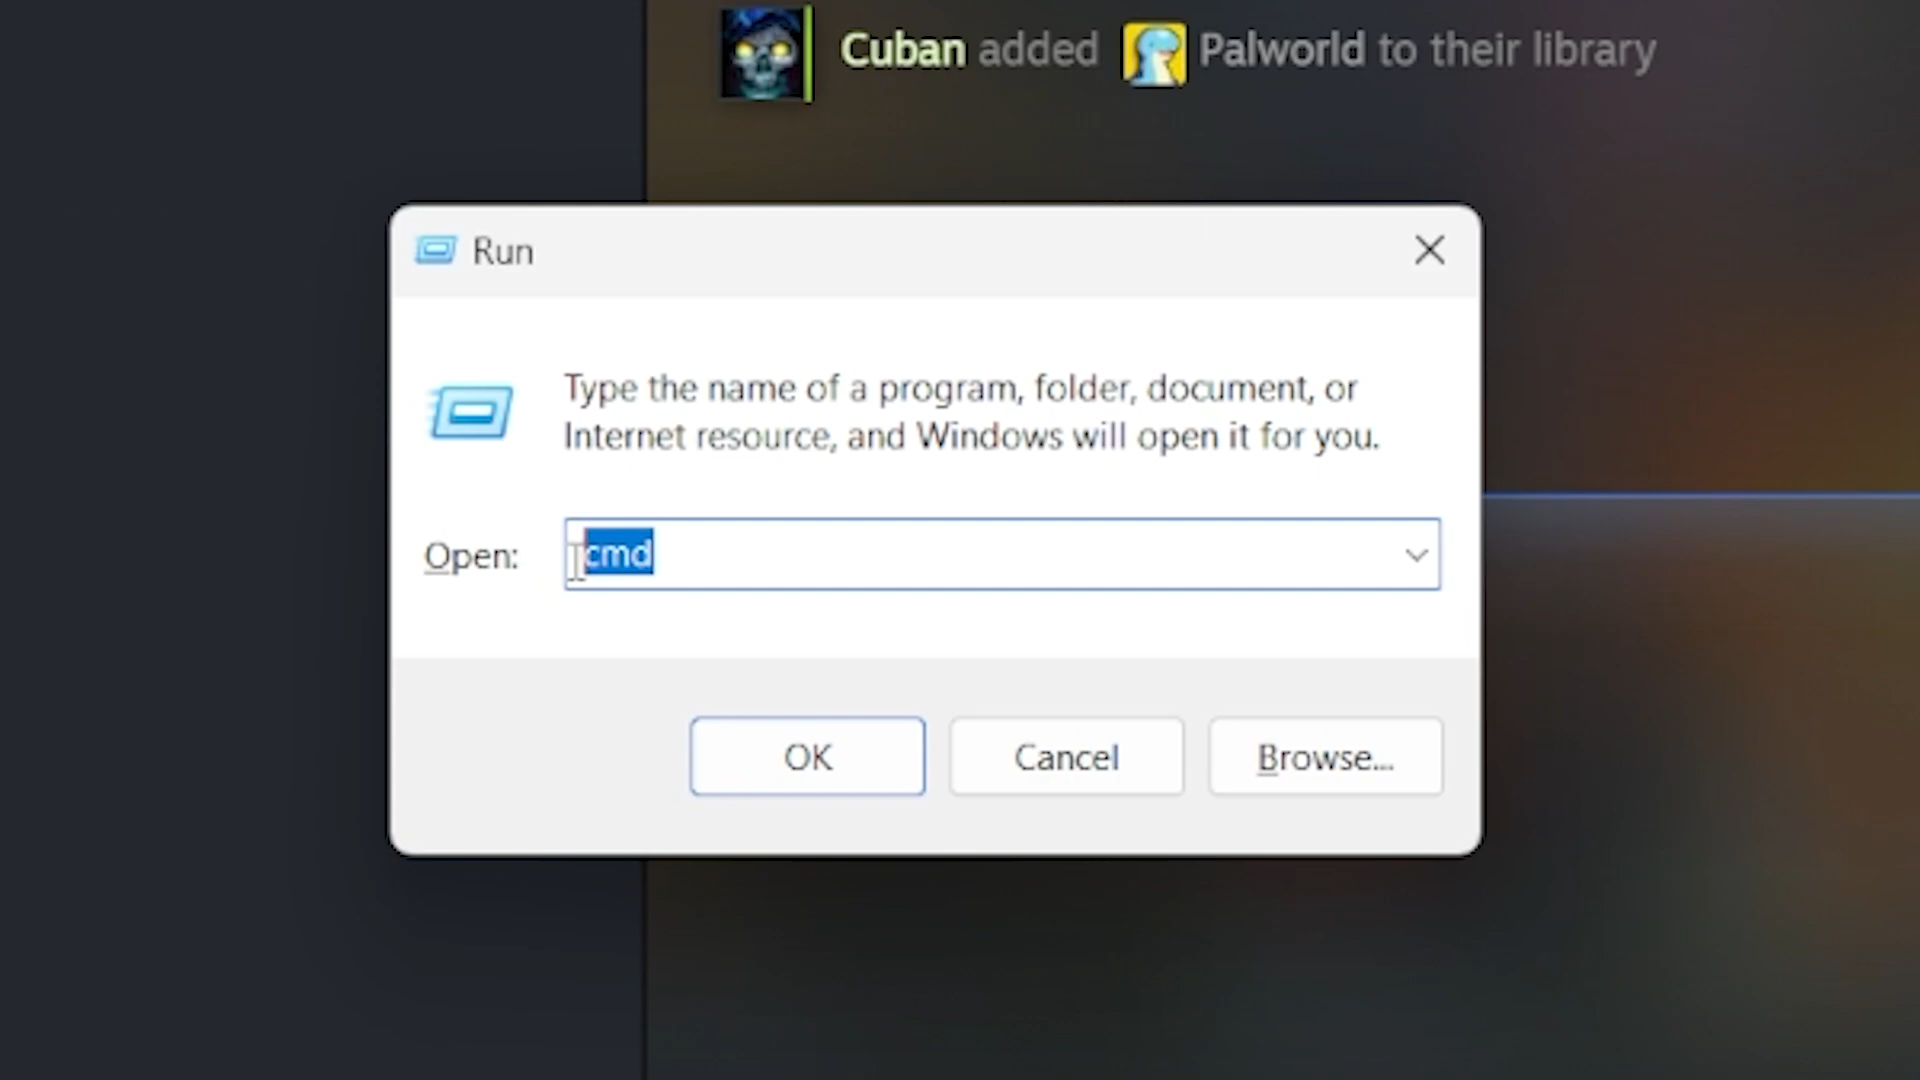 Cuban added Palworld to their library
Run
Type the name of a program, folder, document, or
Internet resource, and Windows will open it for you.
Open: cmd
OK Cancel Browse...